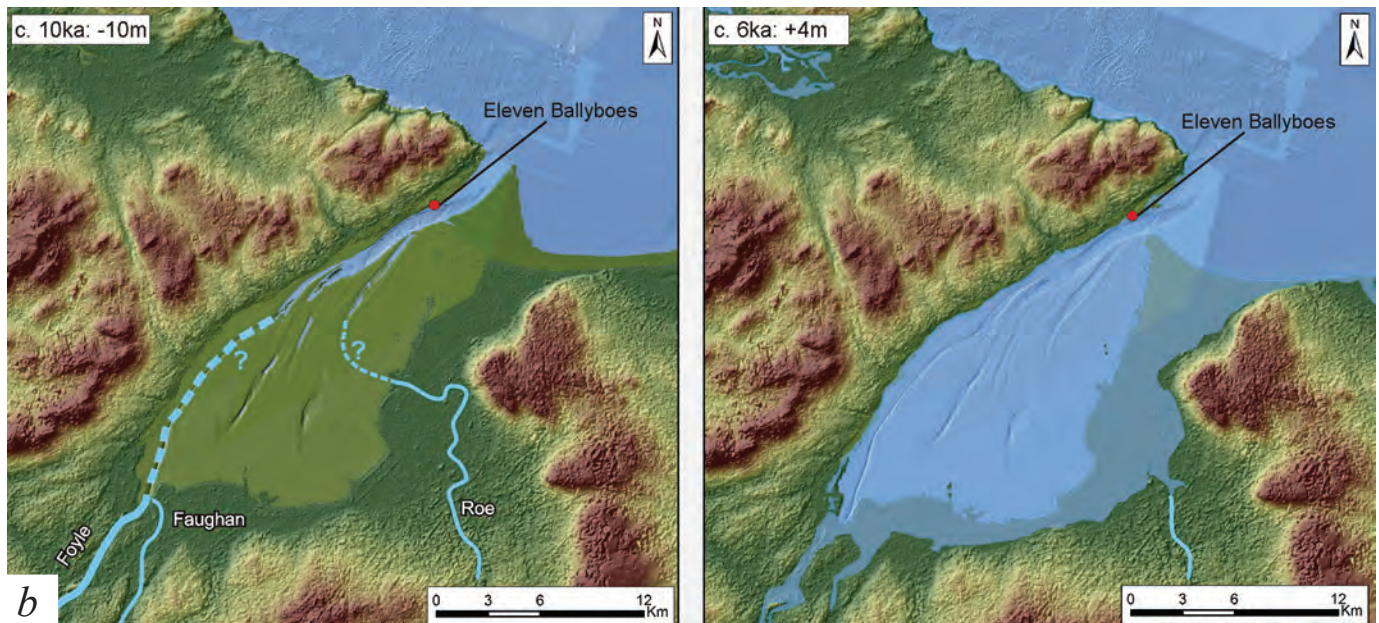 c. 10ka: -10m
N
Eleven Ballyboes
?
?
Foyle
Faughan
Roe
0 3 6 12
Km
b
c. 6ka: +4m
N
Eleven Ballyboes
0 3 6 12
Km